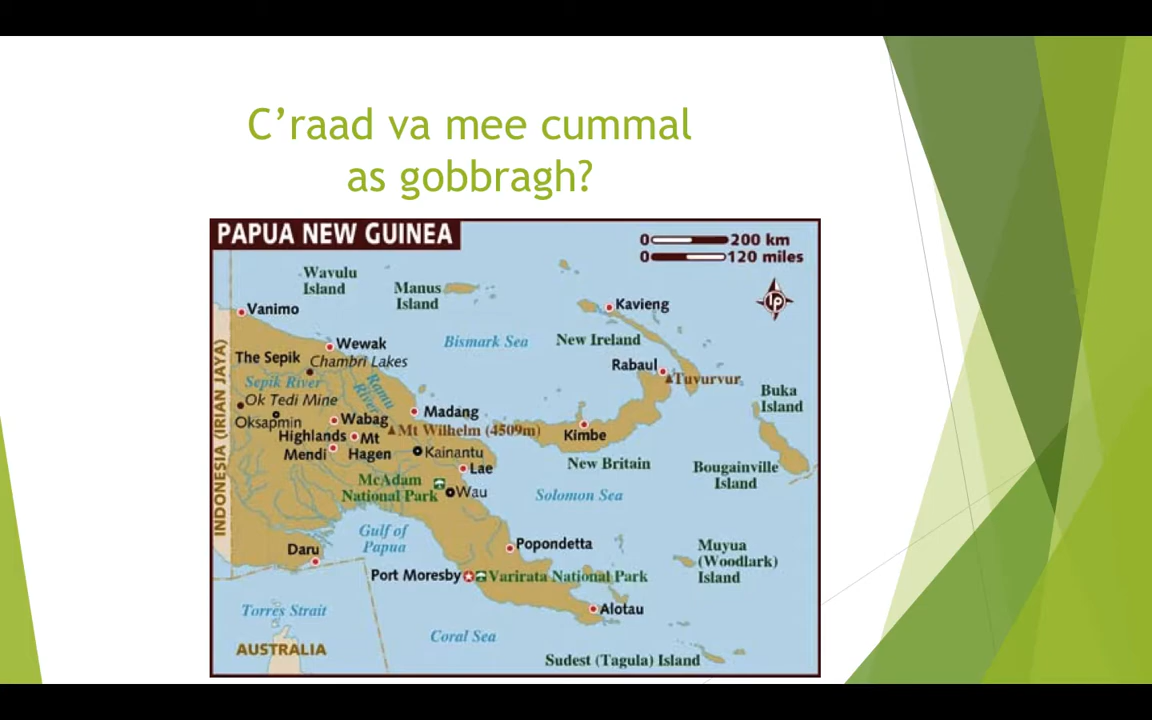 C’raad va mee cummal
as gobbragh?
PAPUA NEW GUINEA
0 200 km
0 120 miles
lp
Wavulu
Island
Manus
Island
Kavieng
Vanimo
Bismark Sea
New Ireland
Wewak
The Sepik
Chambri Lakes
Rabaul
Tuvurvur
Sepik River
Ramu
River
Buka
Island
Ok Tedi Mine
Oksapmin
Wabag
Madang
Mt Wilhelm (4509m)
Highlands
Mt
Hagen
Mendi
Kimbe
Kainantu
Lae
New Britain
Bougainville
Island
McAdam
National Park
Wau
Solomon Sea
INDONESIA (IRIAN JAYA)
Gulf of
Papua
Daru
Popondetta
Muyua
(Woodlark)
Island
Port Moresby
Varirata National Park
Torres Strait
Alotau
Coral Sea
AUSTRALIA
Sudest (Tagula) Island